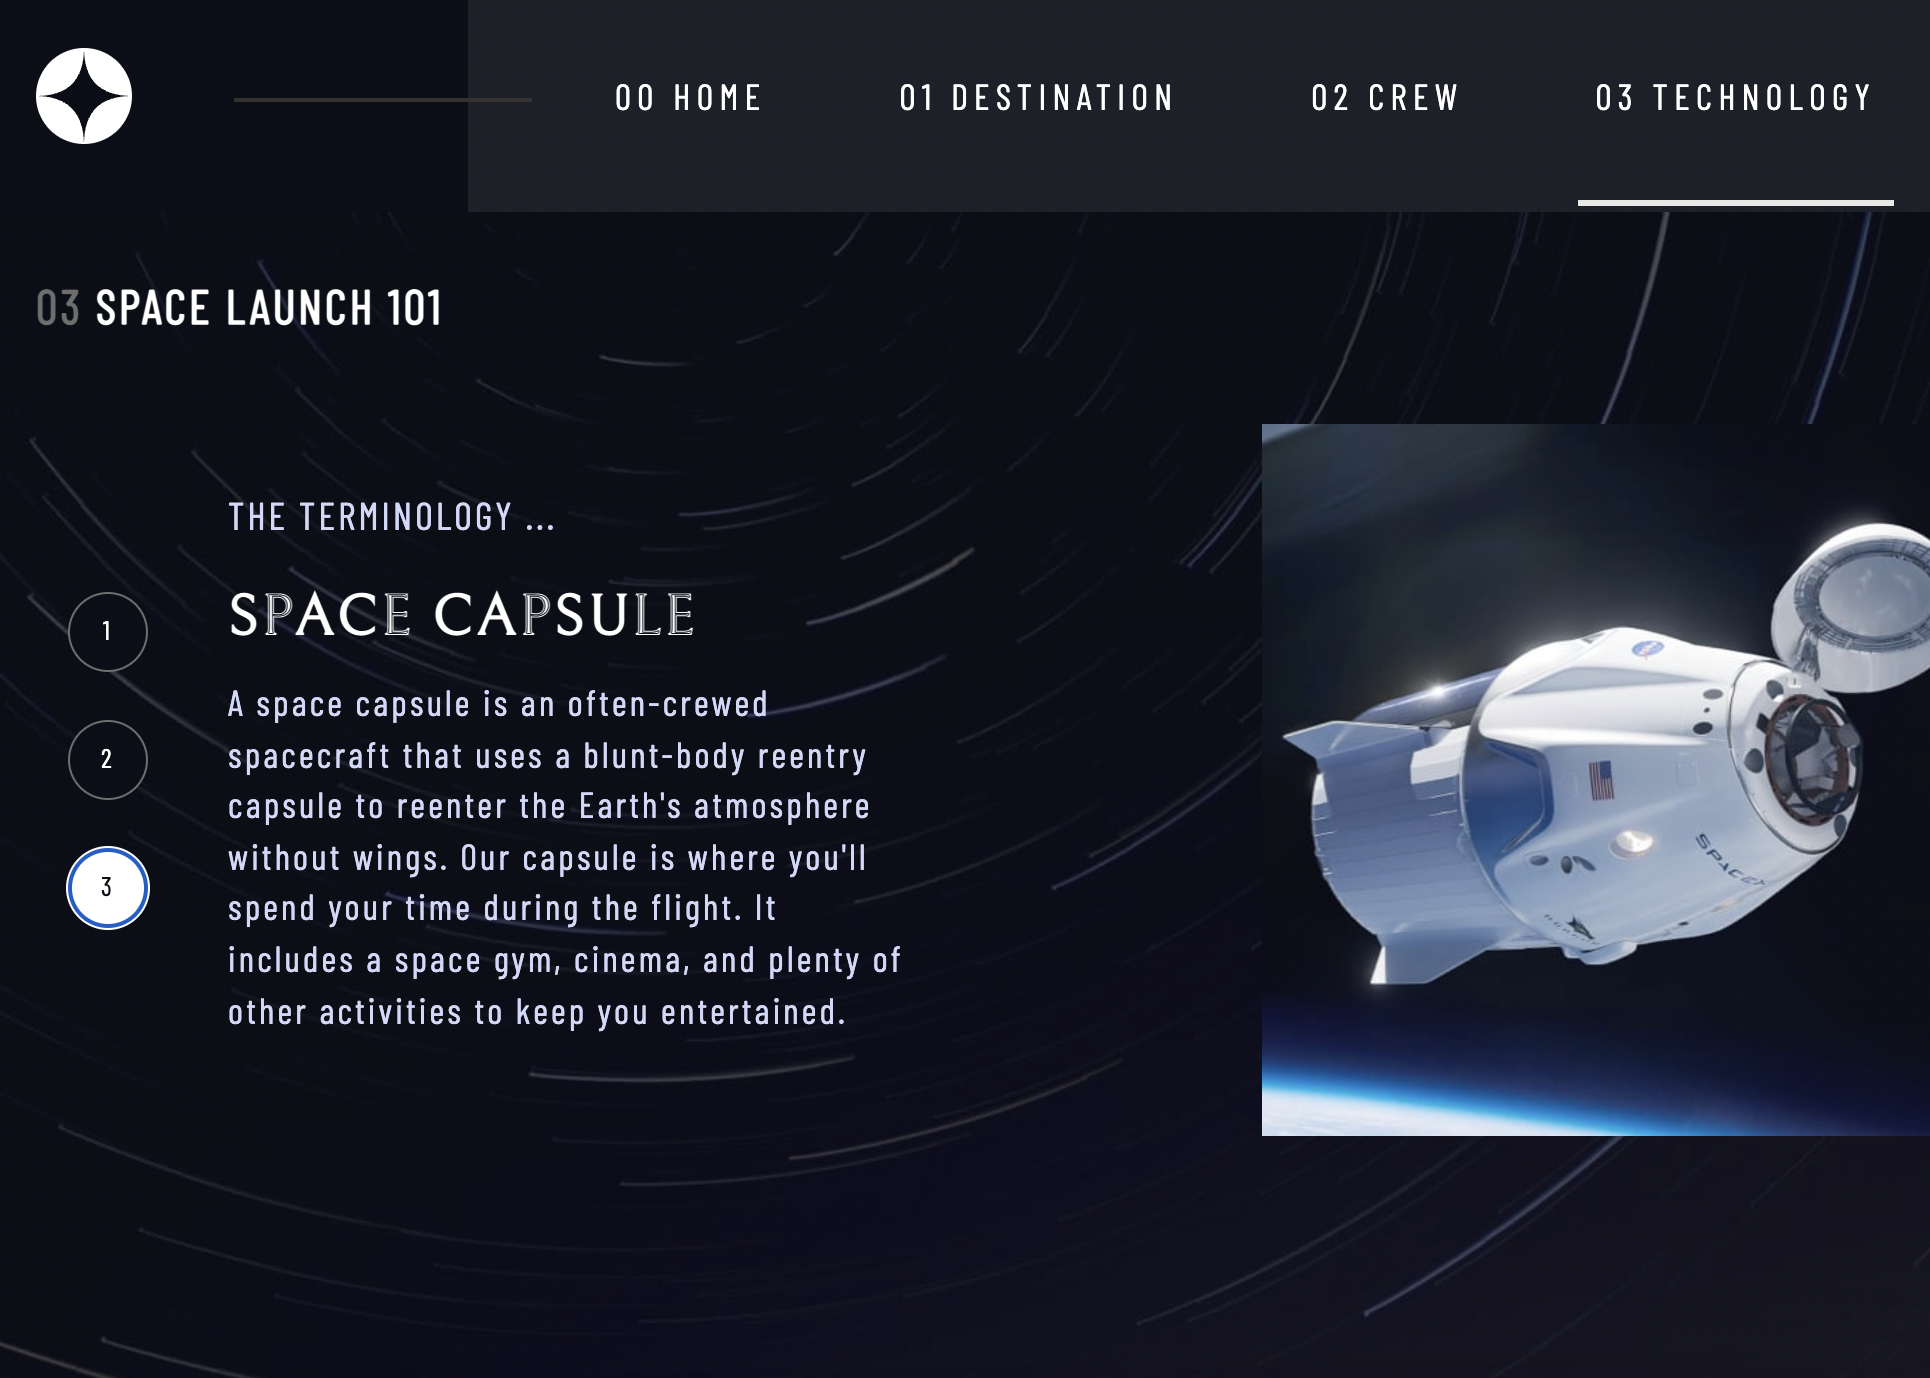 00 HOME
01 DESTINATION
02 CREW
03 TECHNOLOGY
03 SPACE LAUNCH 101
THE TERMINOLOGY ...
SPACE CAPSULE
1
2
3
A space capsule is an often-crewed
spacecraft that uses a blunt-body reentry
capsule to reenter the Earth's atmosphere
without wings. Our capsule is where you'll
spend your time during the flight. It
includes a space gym, cinema, and plenty of
other activities to keep you entertained.
SPACEX